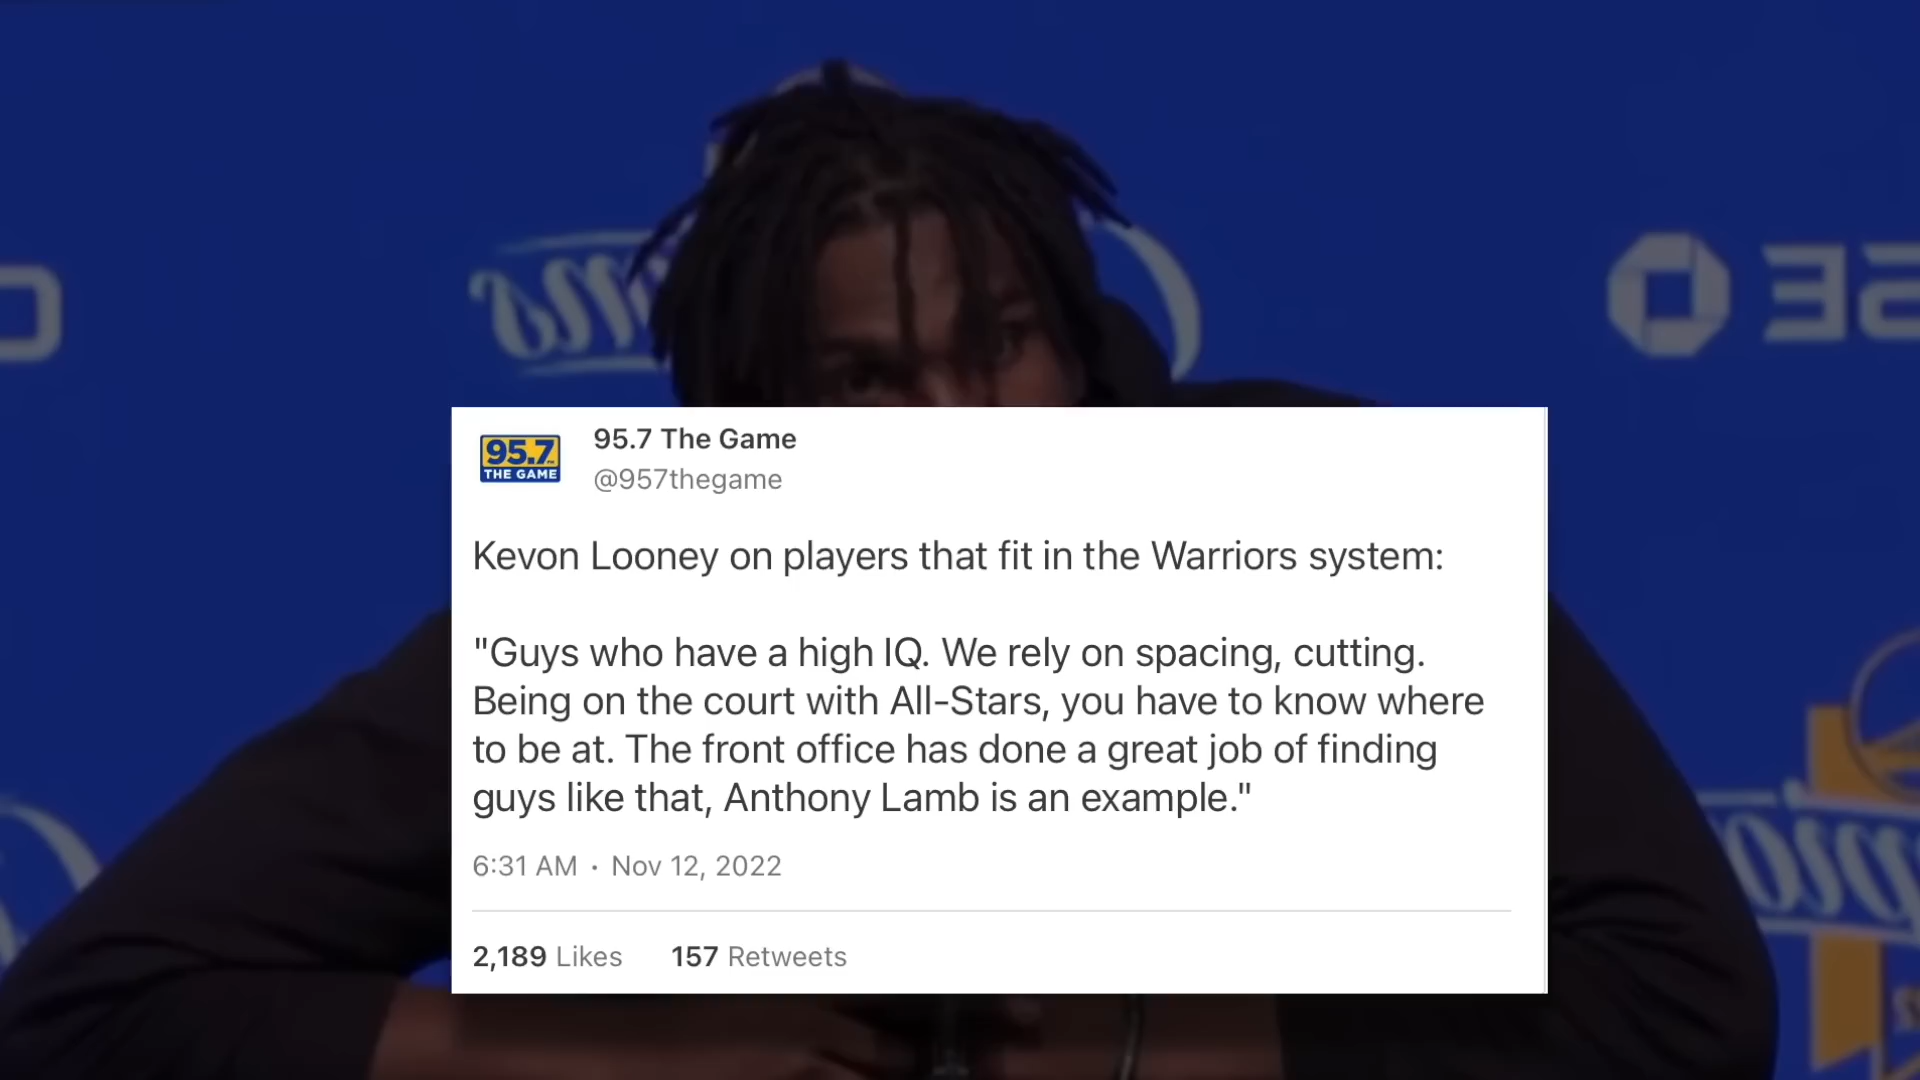 95.7
THE GAME
95.7 The Game
@957thegame
Kevon Looney on players that fit in the Warriors system:
"Guys who have a high IQ. We rely on spacing, cutting.
Being on the court with All-Stars, you have to know where
to be at. The front office has done a great job of finding
guys like that, Anthony Lamb is an example."
6:31 AM · Nov 12, 2022
2,189 Likes 157 Retweets